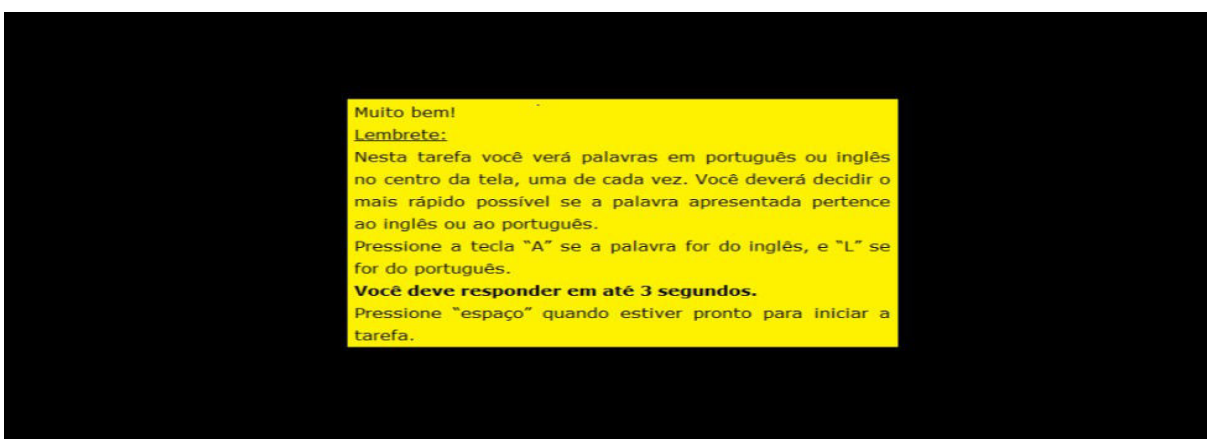 Muito bem!
Lembrete:
Nesta tarefa você verá palavras em português ou inglês
no centro da tela, uma de cada vez. Você deverá decidir o
mais rápido possível se a palavra apresentada pertence
ao inglês ou ao português.
Pressione a tecla “A” se a palavra for do inglês, e “L” se
for do português.
Você deve responder em até 3 segundos.
Pressione “espaço” quando estiver pronto para iniciar a
tarefa.